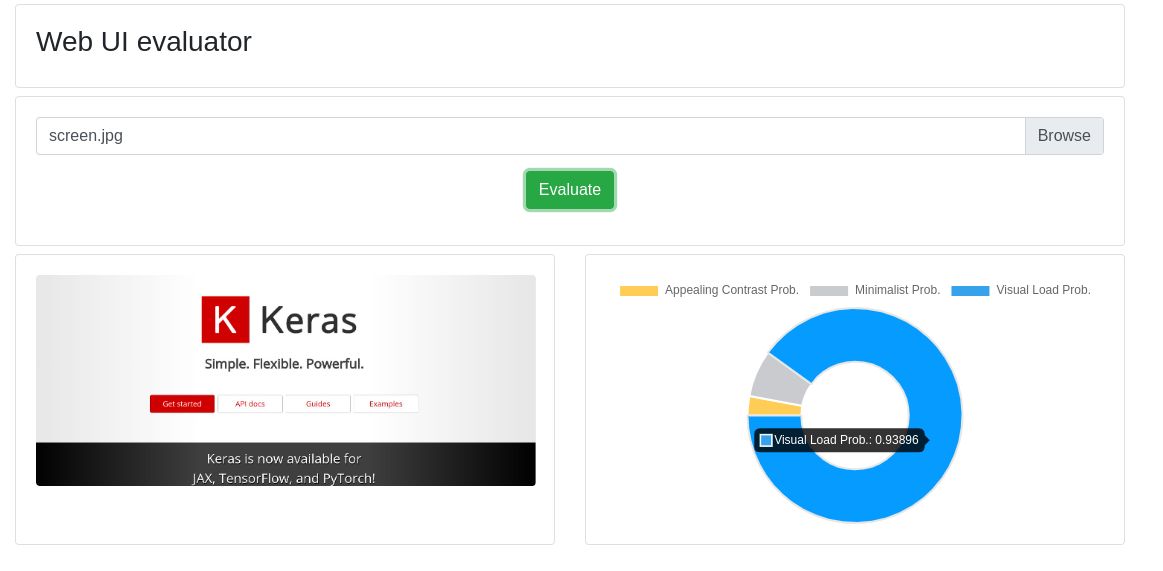 Web UI evaluator
screen.jpg
Browse
Evaluate
K Keras
Simple. Flexible. Powerful.
Get started API docs Guides Examples
Keras is now available for
JAX, TensorFlow, and PyTorch!
Appealing Contrast Prob. Minimalist Prob. Visual Load Prob.
Visual Load Prob.: 0.93896